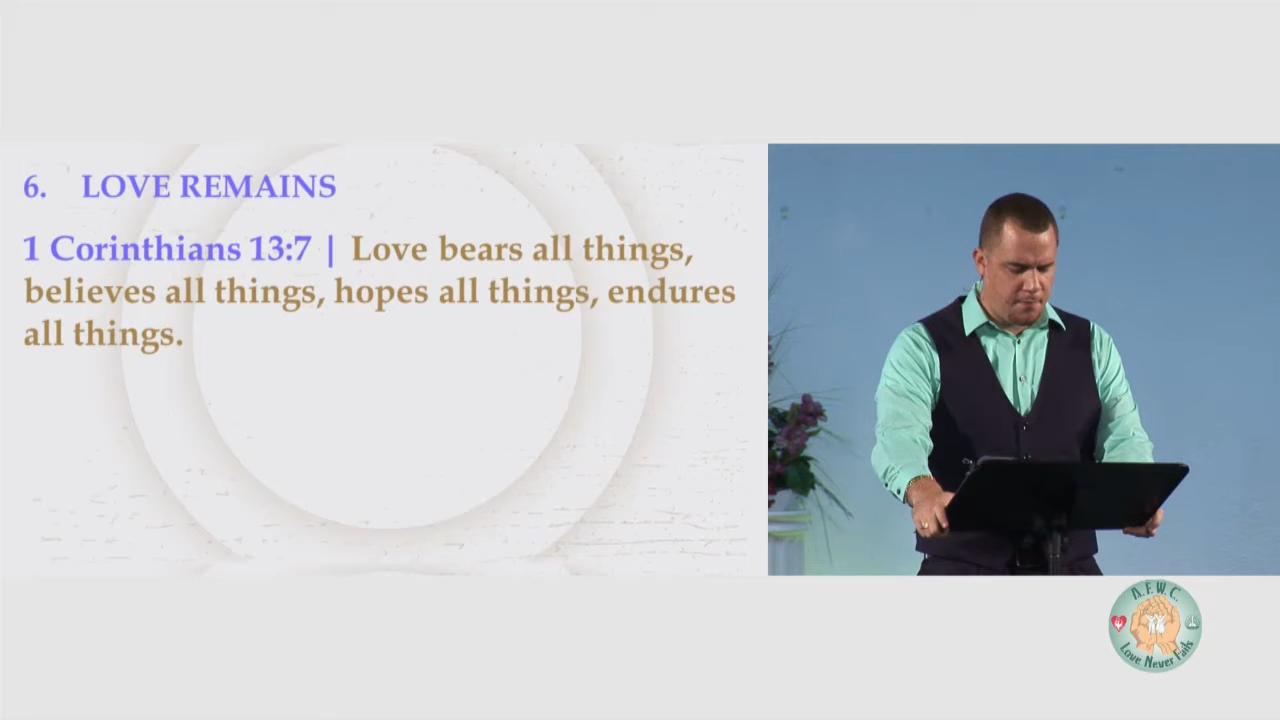 6. LOVE REMAINS
1 Corinthians 13:7 | Love bears all things,
believes all things, hopes all things, endures
all things.
A.F.W.C.
Love Never Fails